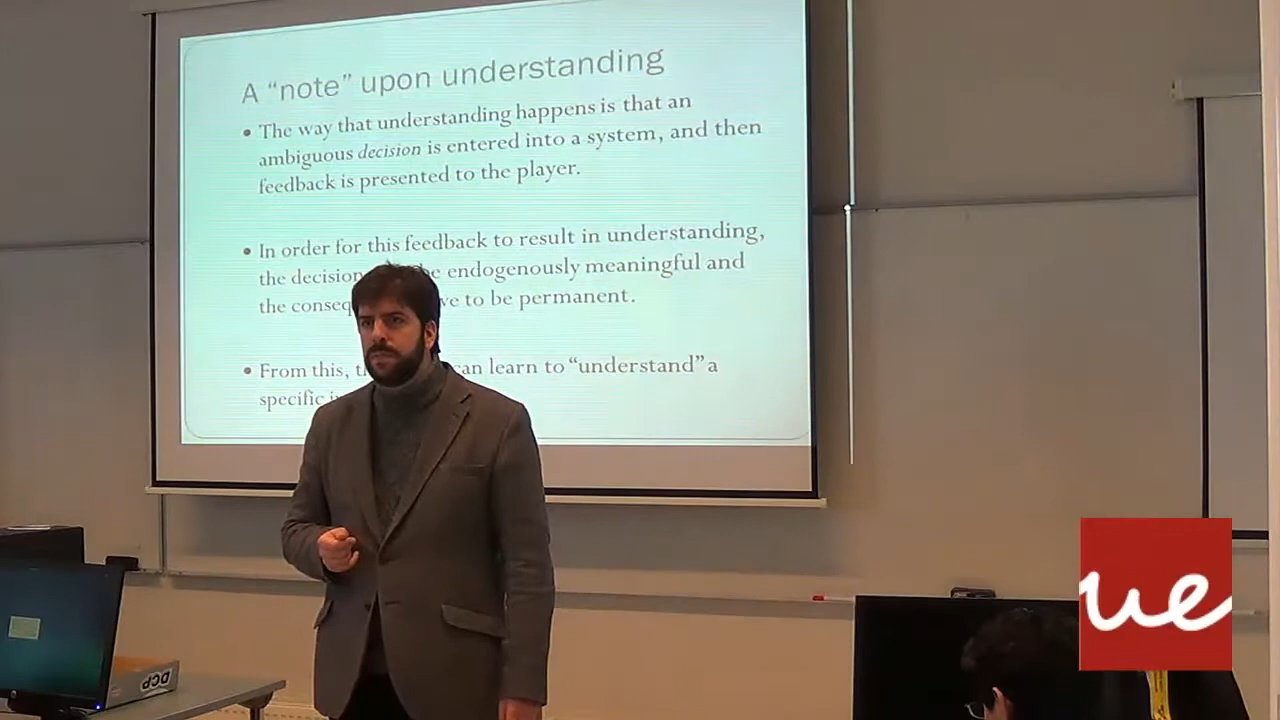 A “note” upon understanding
• The way that understanding happens is that an
ambiguous decision is entered into a system, and then
feedback is presented to the player.
• In order for this feedback to result in understanding,
the decision be endogenously meaningful and
the conseq ve to be permanent.
• From this, can learn to “understand” a
specific
DCP
ue